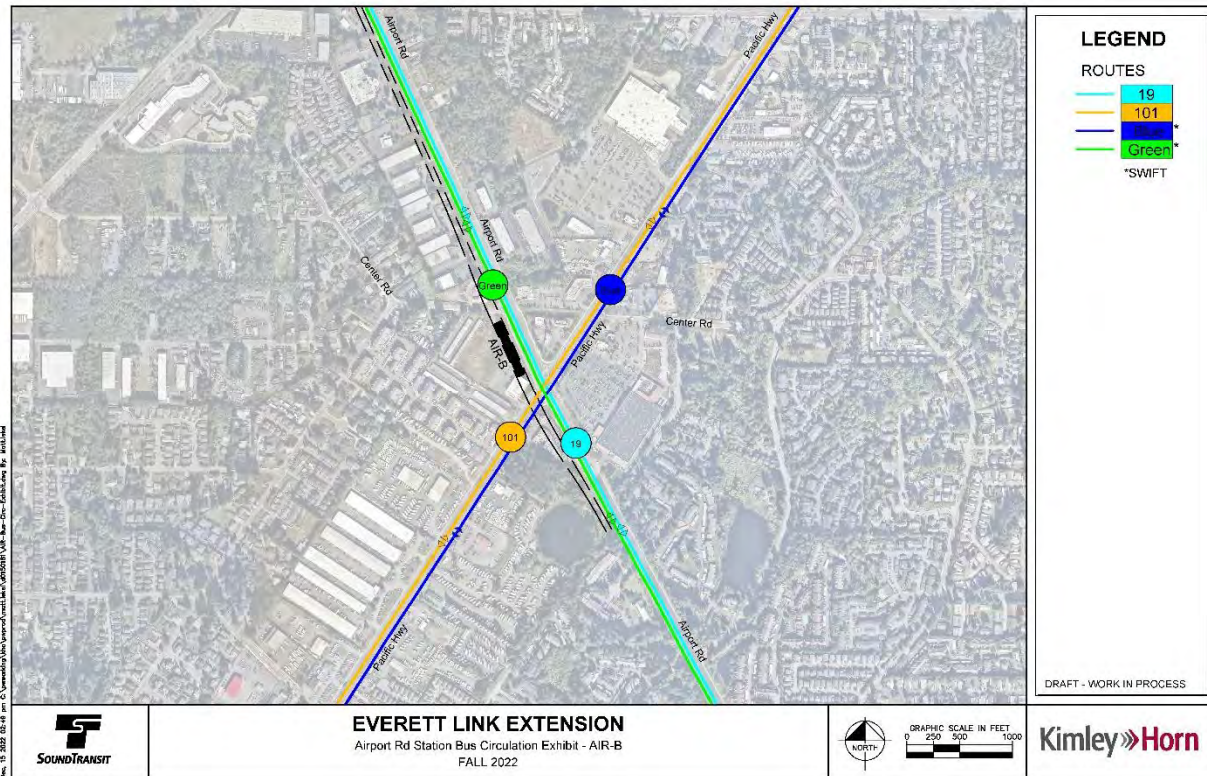 Airport Rd
Pacific Hwy
Airport Rd
Center Rd
Green
Center Rd
Pacific Hwy
AIR-B
101
19
Pacific Hwy
Airport Rd
LEGEND
ROUTES
19
101
Blue *
Green *
*SWIFT
DRAFT - WORK IN PROCESS
SOUNDTRANSIT
EVERETT LINK EXTENSION
Airport Rd Station Bus Circulation Exhibit - AIR-B
FALL 2022
NORTH
GRAPHIC SCALE IN FEET
0 250 500 1000
Kimley»Horn